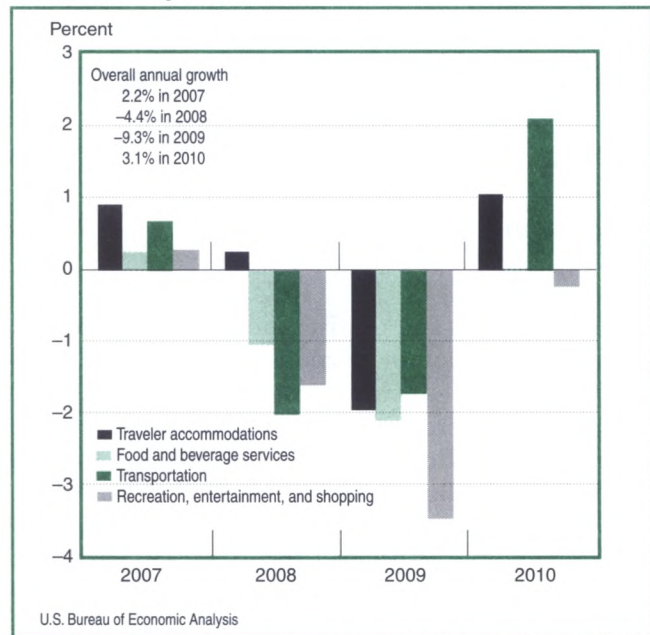 Percent
3
Overall annual growth
2.2% in 2007
–4.4% in 2008
–9.3% in 2009
3.1% in 2010
2
1
0
–1
–2
Traveler accommodations
Food and beverage services
Transportation
–3
Recreation, entertainment, and shopping
–4
2007 2008 2009 2010
U.S. Bureau of Economic Analysis